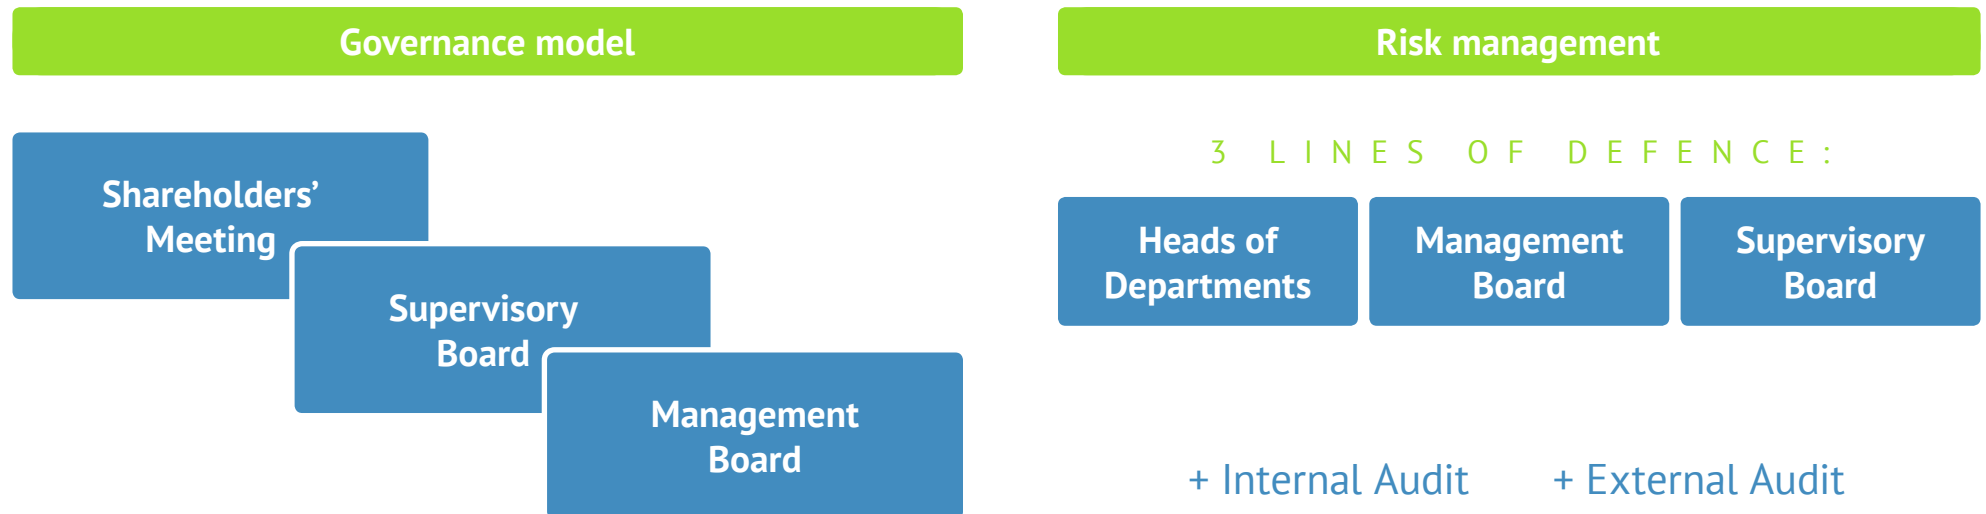 Governance model
Shareholders’
Meeting
Supervisory
Board
Management
Board
Risk management
3 LINES OF DEFENCE:
Heads of
Departments
Management
Board
Supervisory
Board
+ Internal Audit
+ External Audit